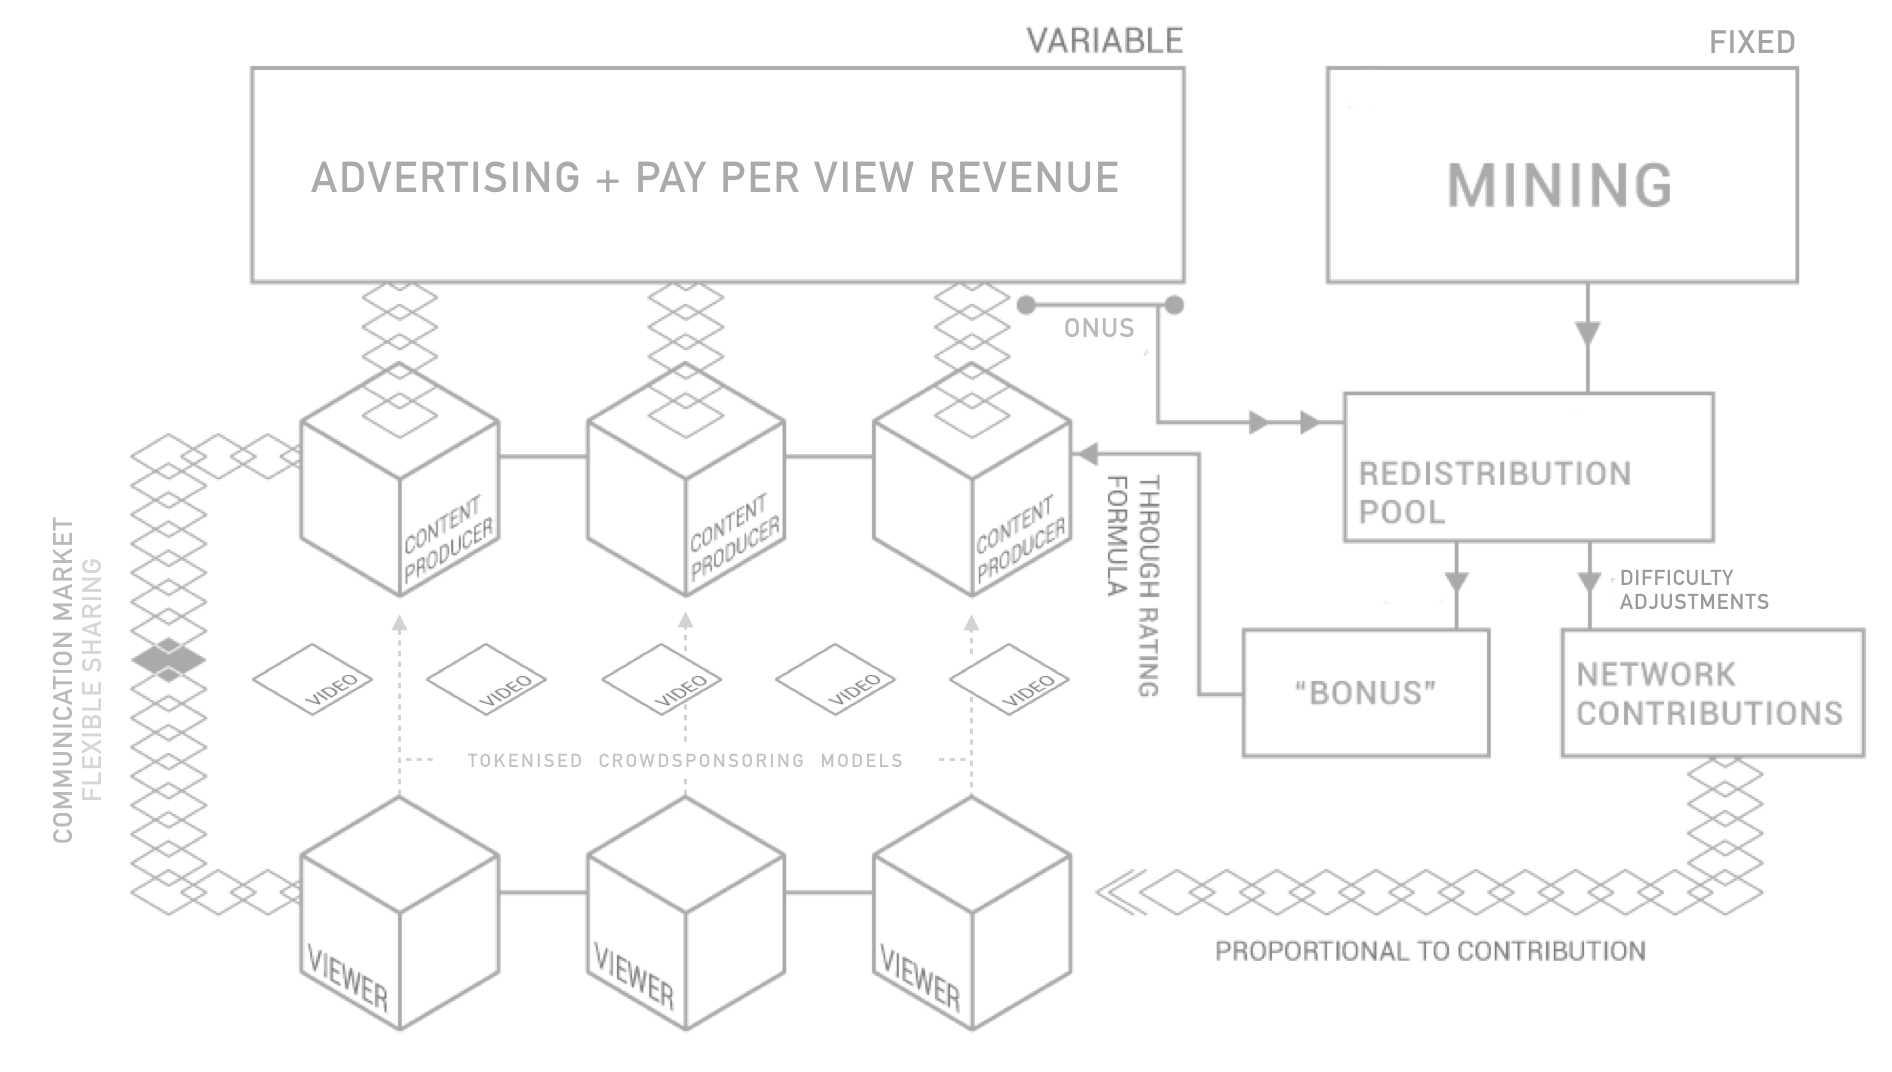 VARIABLE
FIXED
ADVERTISING + PAY PER VIEW REVENUE
MINING
ONUS
REDISTRIBUTION
POOL
CONTENT
PRODUCER
CONTENT
PRODUCER
CONTENT
PRODUCER
THROUGH RATING
FORMULA
DIFFICULTY
ADJUSTMENTS
COMMUNICATION MARKET
FLEXIBLE SHARING
VIDEO
VIDEO
VIDEO
VIDEO
VIDEO
"BONUS"
NETWORK
CONTRIBUTIONS
TOKENISED CROWDSPONSORING MODELS
VIEWER
VIEWER
VIEWER
PROPORTIONAL TO CONTRIBUTION